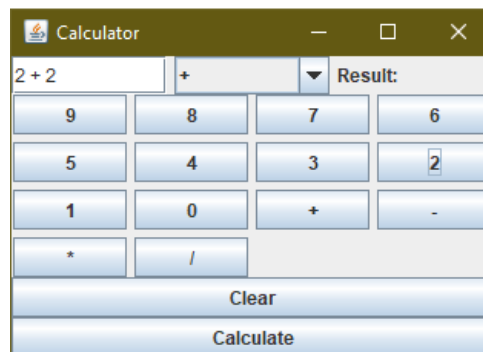 Calculator
2 + 2 + Result:
9 8 7 6
5 4 3 2
1 0 + -
* /
Clear
Calculate